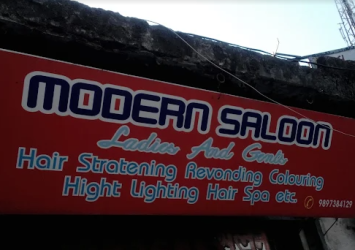 MODERN SALOON
Ladies And Gents
Hair Stratening Revonding Colouring
Hight Lighting Hair Spa etc.
9897384129